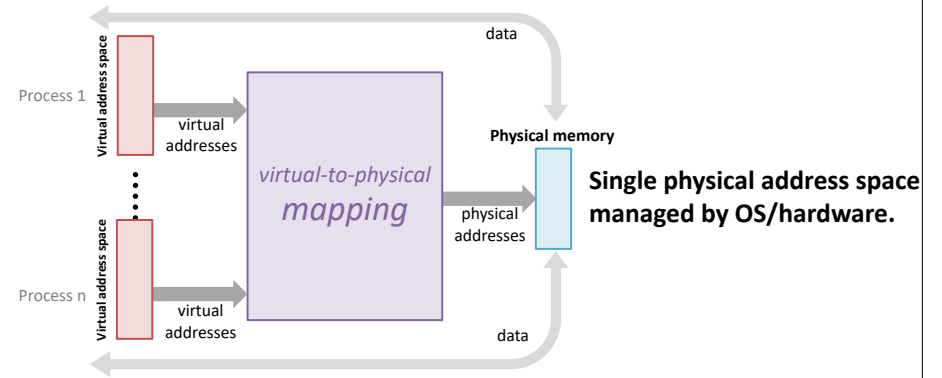 data
Process 1
Virtual address space
virtual
addresses
Physical memory
virtual-to-physical
mapping
physical
addresses
Single physical address space
managed by OS/hardware.
Process n
Virtual address space
virtual
addresses
data